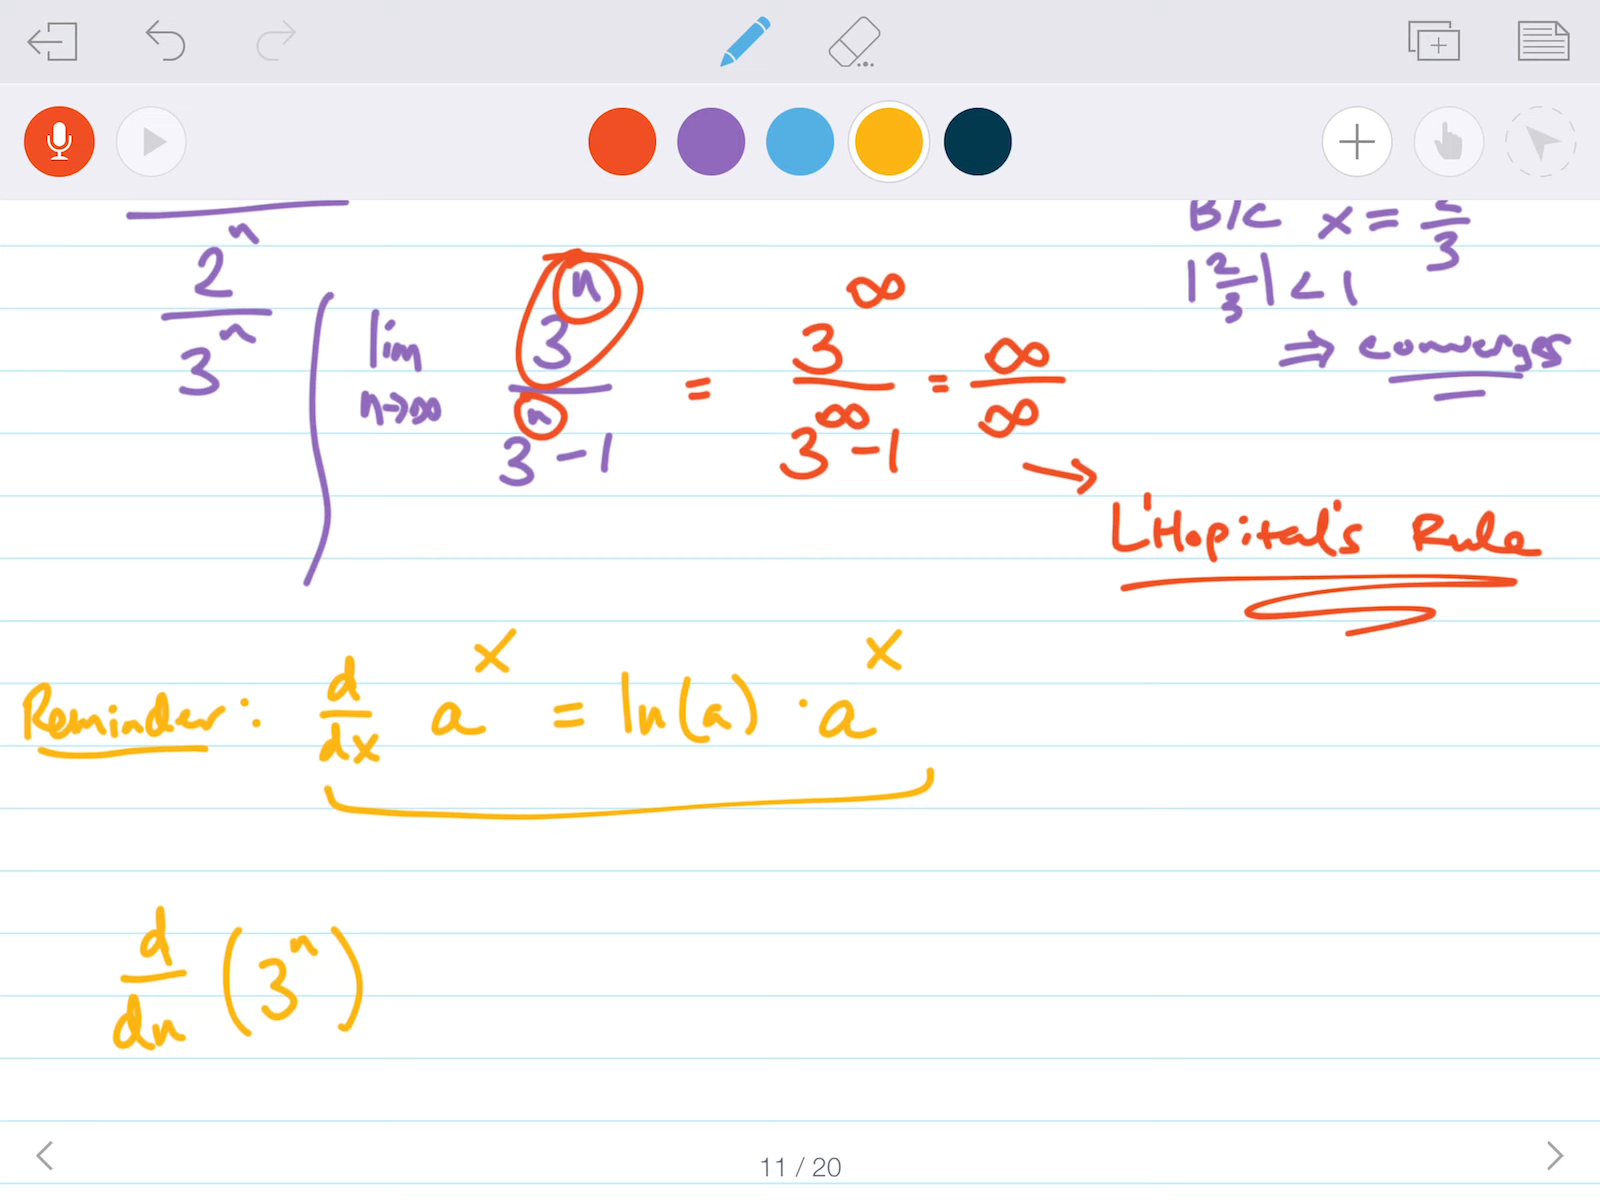 B/C x = 2/3
2^n/3^n
|2/3| < 1
⇒ converges
lim n→∞ 3^n/3^n-1 = 3^∞/3^∞-1 = ∞/∞
→ L'Hopital's Rule
Reminder: d/dx a^x = ln(a) · a^x
d/dn (3^n)
11 / 20